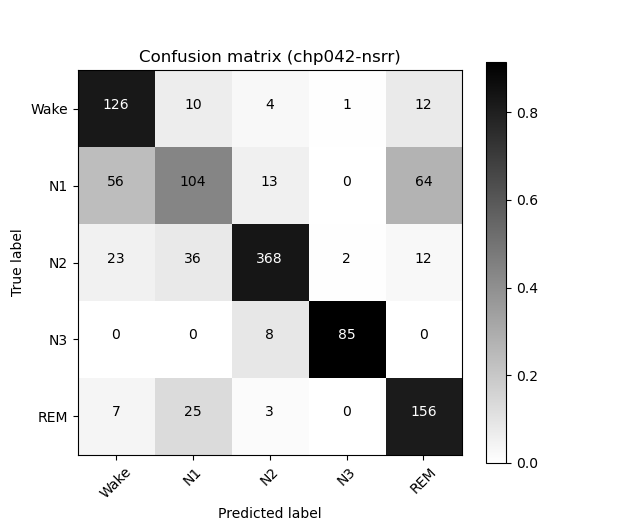 Confusion matrix (chp042-nsrr)
True label
Wake 126 10 4 1 12
N1 56 104 13 0 64
N2 23 36 368 2 12
N3 0 0 8 85 0
REM 7 25 3 0 156
Wake N1 N2 N3 REM
Predicted label
0.8
0.6
0.4
0.2
0.0